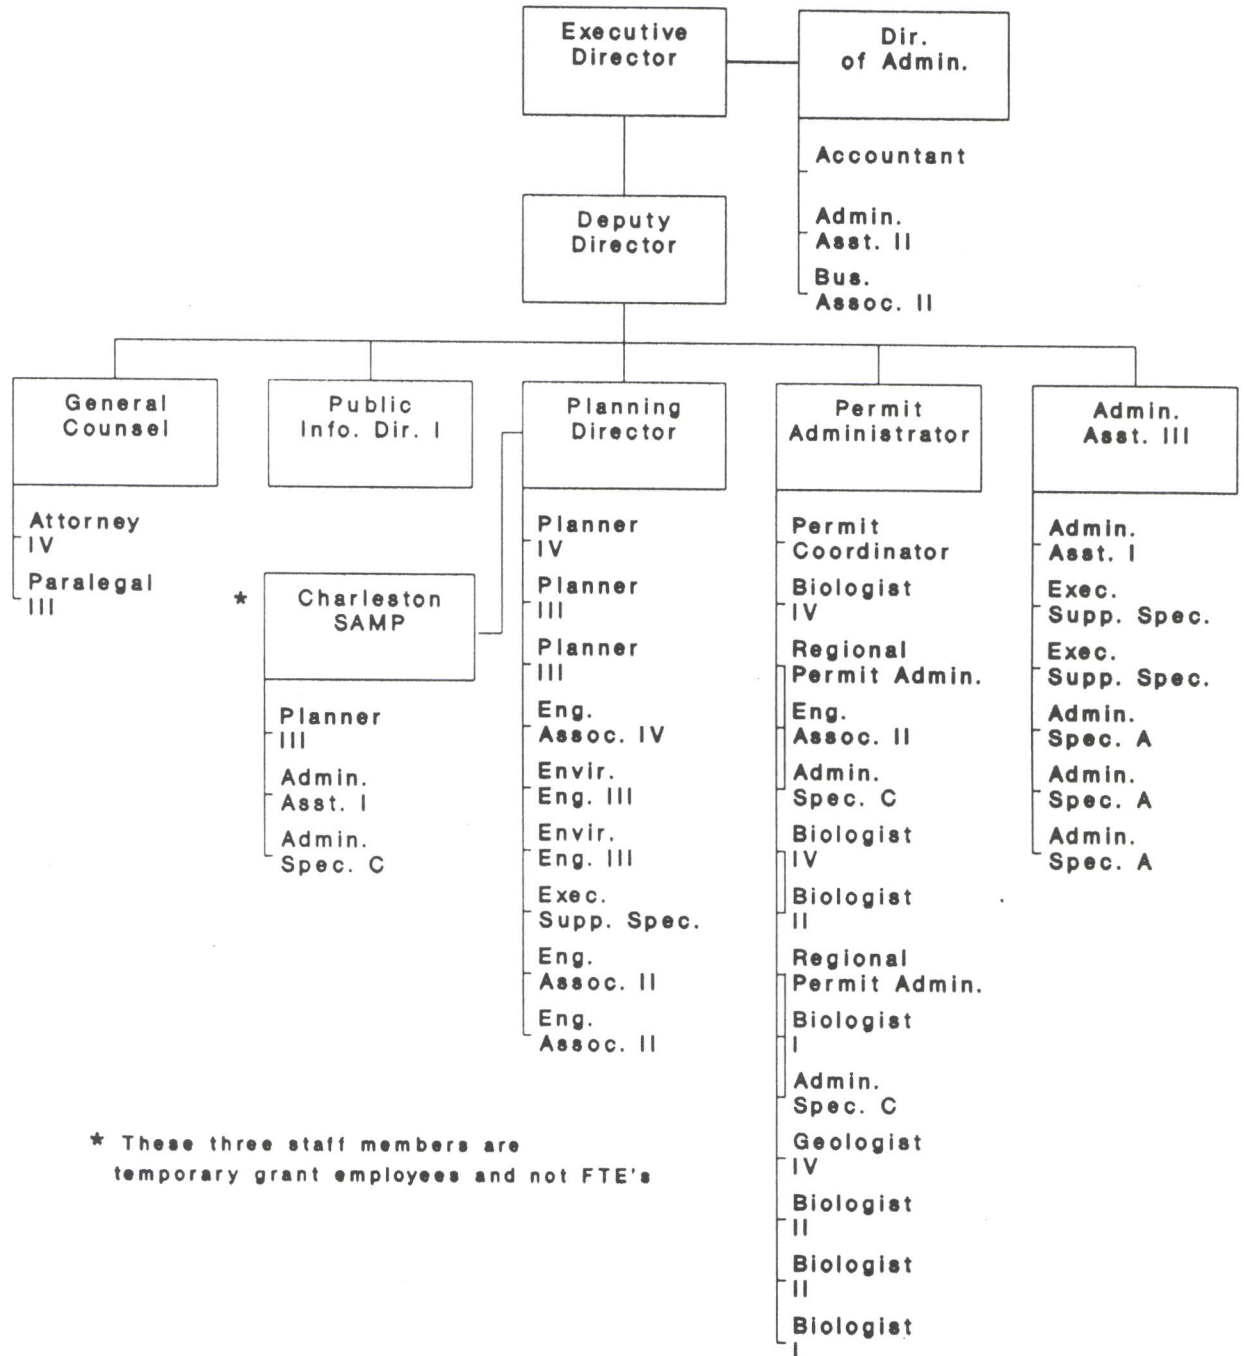 Executive
Director
Dir.
of Admin.
Accountant
Admin.
Asst. II
Bus.
Assoc. II
Deputy
Director
General
Counsel
Attorney
IV
Paralegal
III
Public
Info. Dir. I
*
Charleston
SAMP
Planner
III
Admin.
Asst. I
Admin.
Spec. C
Planning
Director
Planner
IV
Planner
III
Planner
III
Eng.
Assoc. IV
Envir.
Eng. III
Envir.
Eng. III
Exec.
Supp. Spec.
Eng.
Assoc. II
Eng.
Assoc. II
Permit
Administrator
Permit
Coordinator
Biologist
IV
Regional
Permit Admin.
Eng.
Assoc. II
Admin.
Spec. C
Biologist
IV
Biologist
II
Regional
Permit Admin.
Biologist
I
Admin.
Spec. C
Geologist
IV
Biologist
II
Biologist
II
Biologist
I
Admin.
Asst. III
Admin.
Asst. I
Exec.
Supp. Spec.
Exec.
Supp. Spec.
Admin.
Spec. A
Admin.
Spec. A
Admin.
Spec. A
* These three staff members are
temporary grant employees and not FTE's